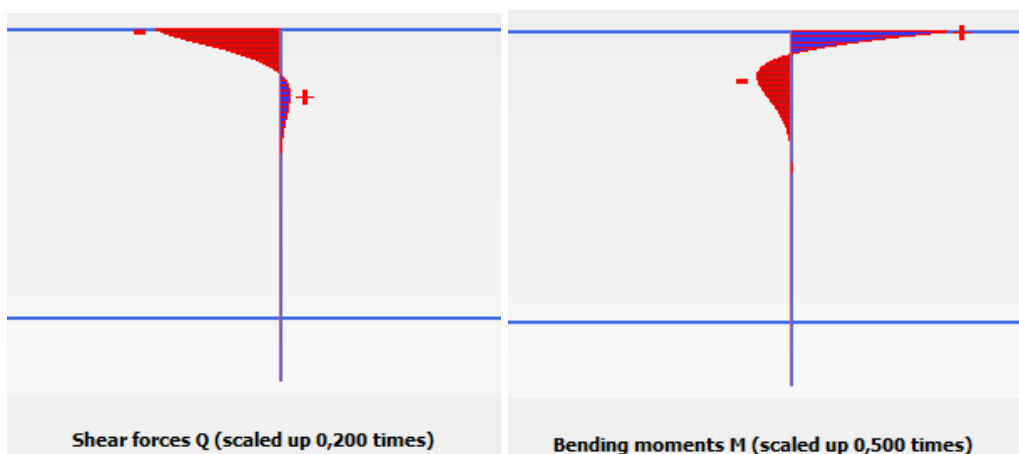 Shear forces Q (scaled up 0,200 times)
Bending moments M (scaled up 0,500 times)